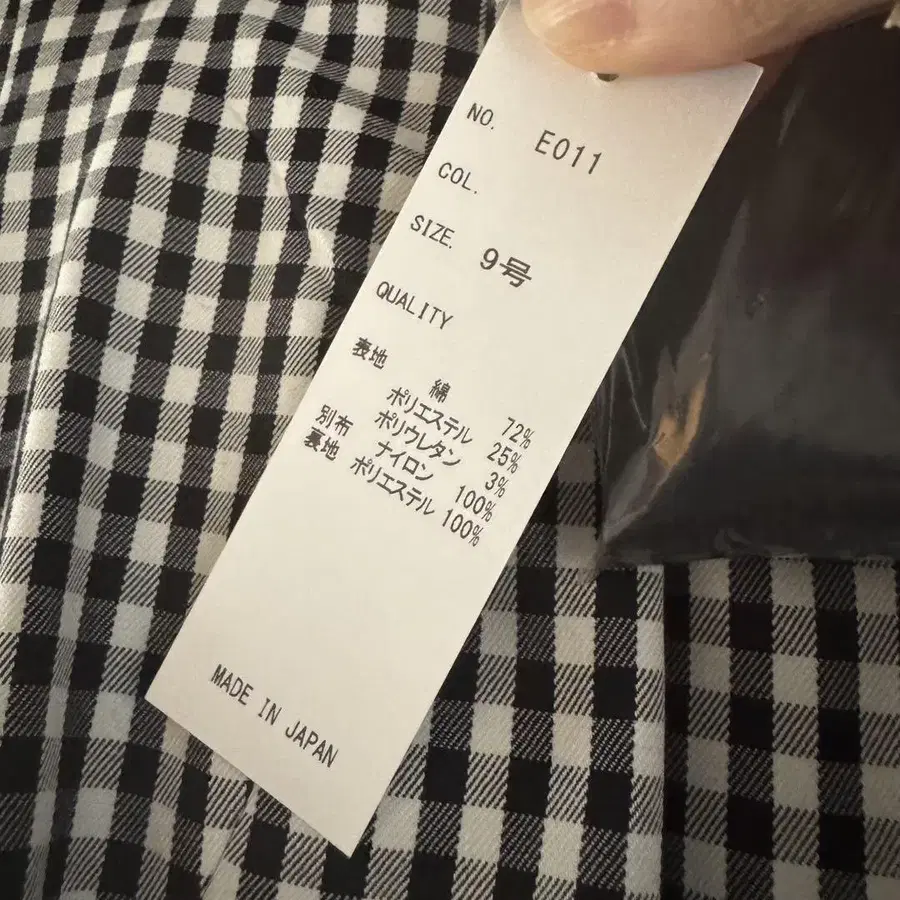 NO. E011
COL.
SIZE. 9号
QUALITY
表地 綿 72%
ポリエステル 25%
ポリウレタン 3%
別布 ナイロン 100%
裏地 ポリエステル 100%
MADE IN JAPAN